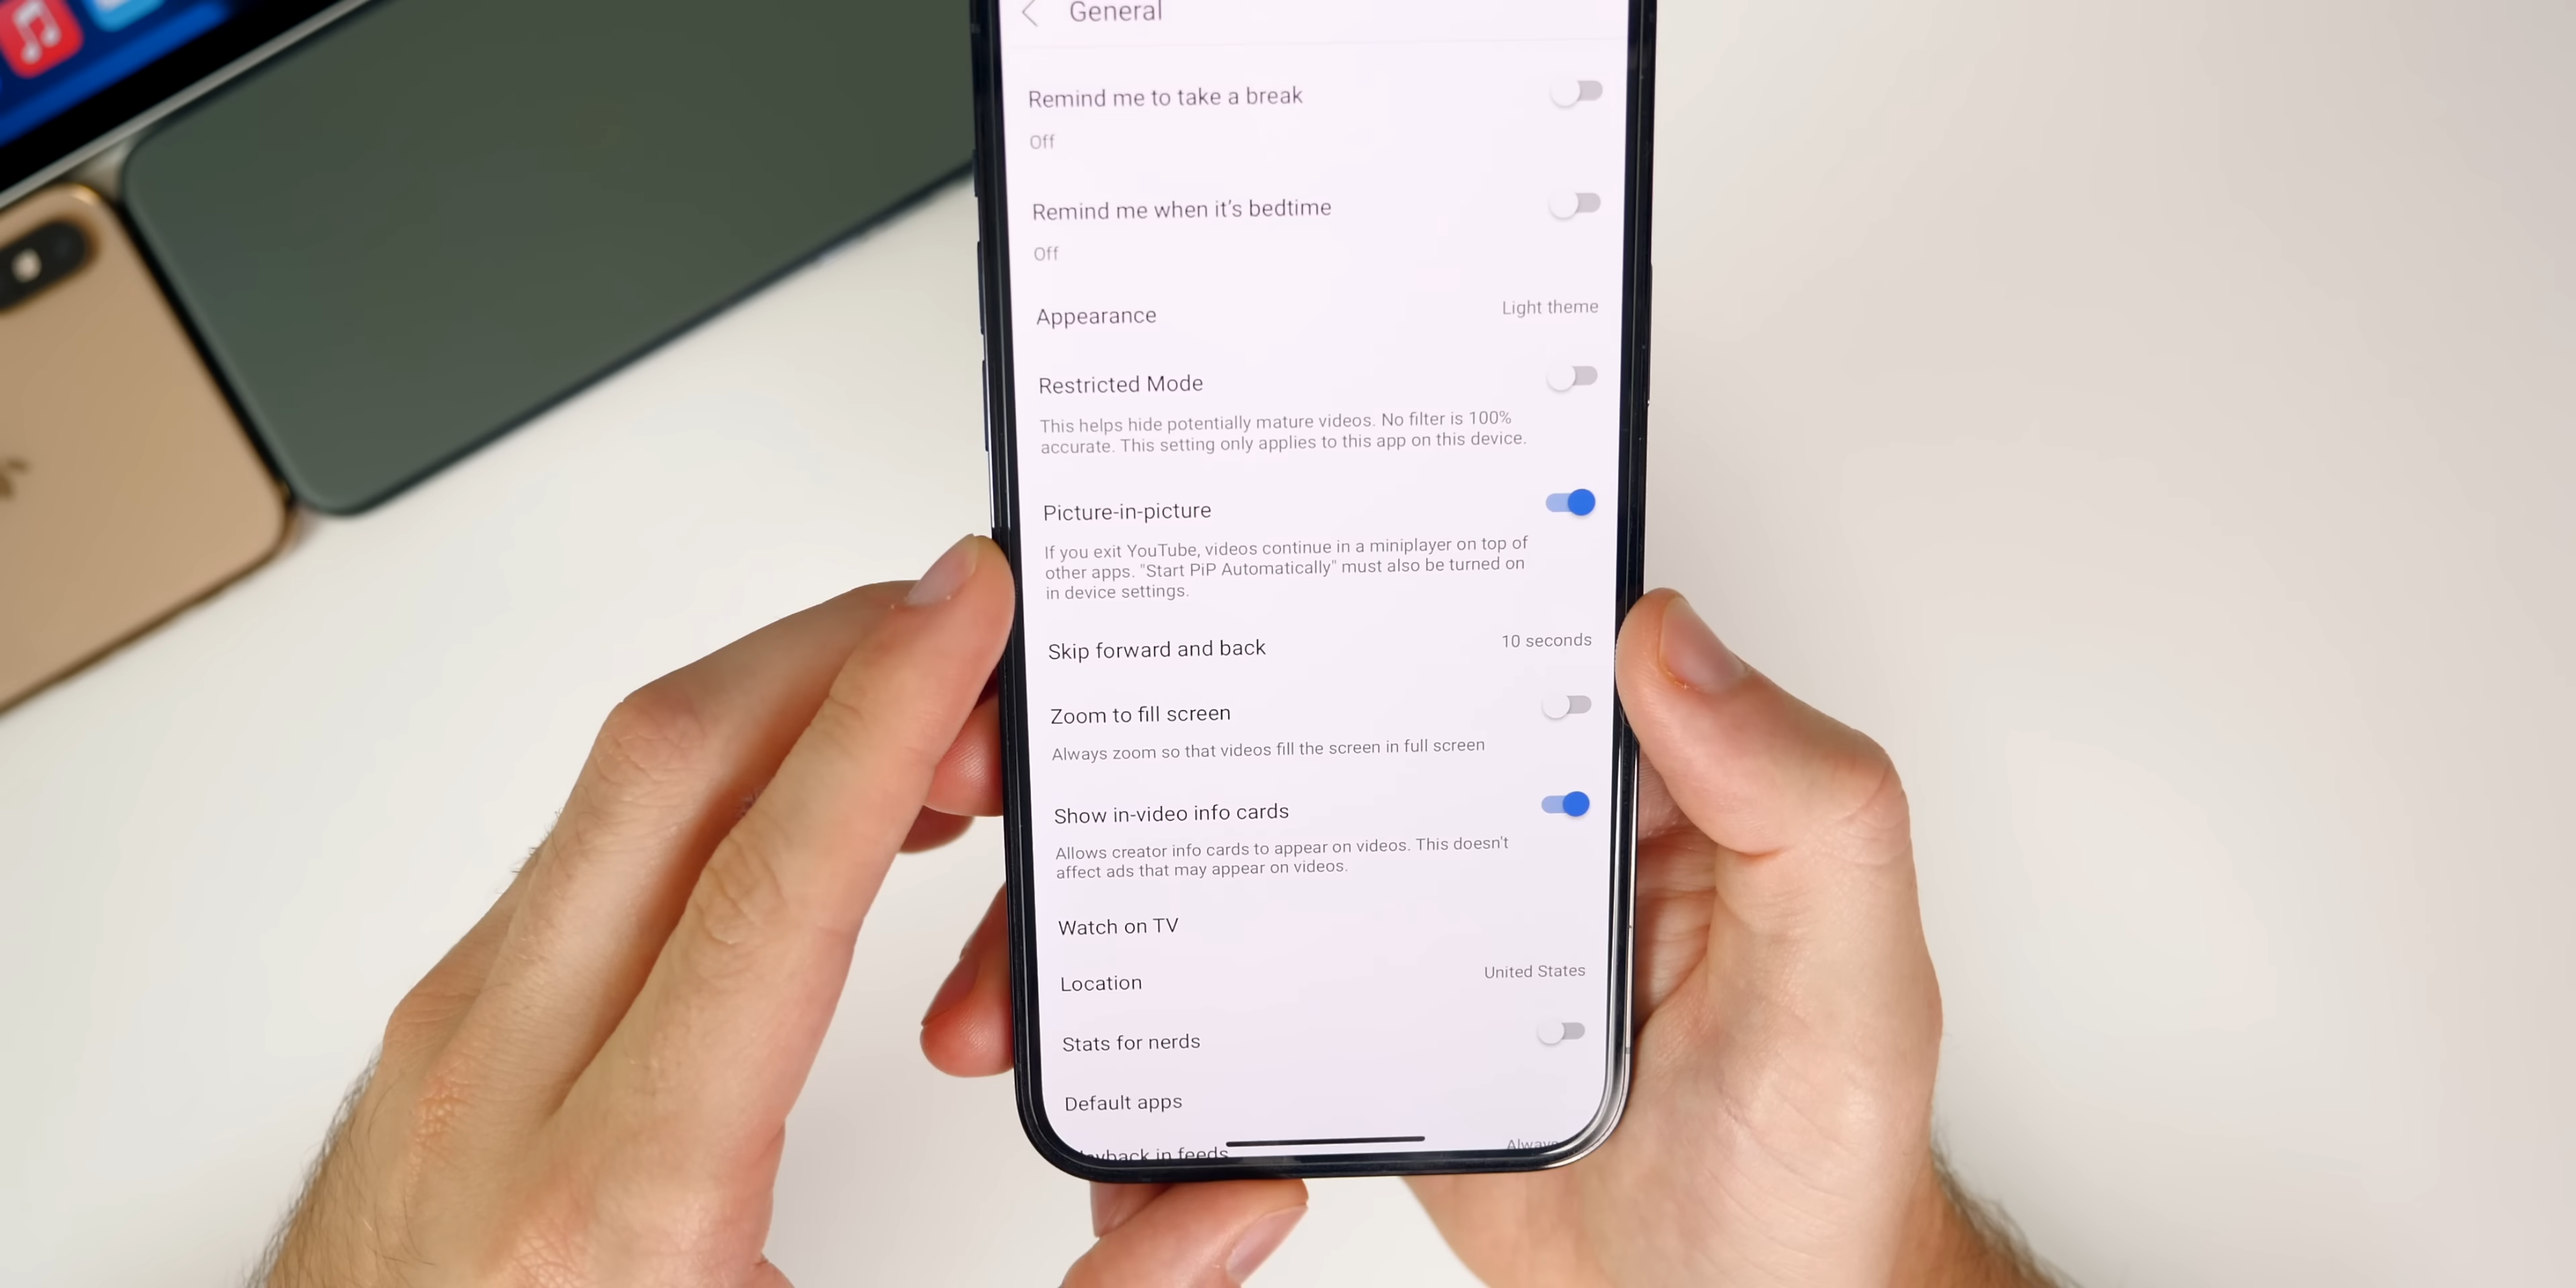 General
Remind me to take a break
Off
Remind me when it's bedtime
Off
Appearance
Light theme
Restricted Mode
This helps hide potentially mature videos. No filter is 100%
accurate. This setting only applies to this app on this device.
Picture-in-picture
If you exit YouTube, videos continue in a miniplayer on top of
other apps. "Start PiP Automatically" must also be turned on
in device settings.
Skip forward and back
10 seconds
Zoom to fill screen
Always zoom so that videos fill the screen in full screen
Show in-video info cards
Allows creator info cards to appear on videos. This doesn't
affect ads that may appear on videos.
Watch on TV
Location
United States
Stats for nerds
Default apps
in feeds